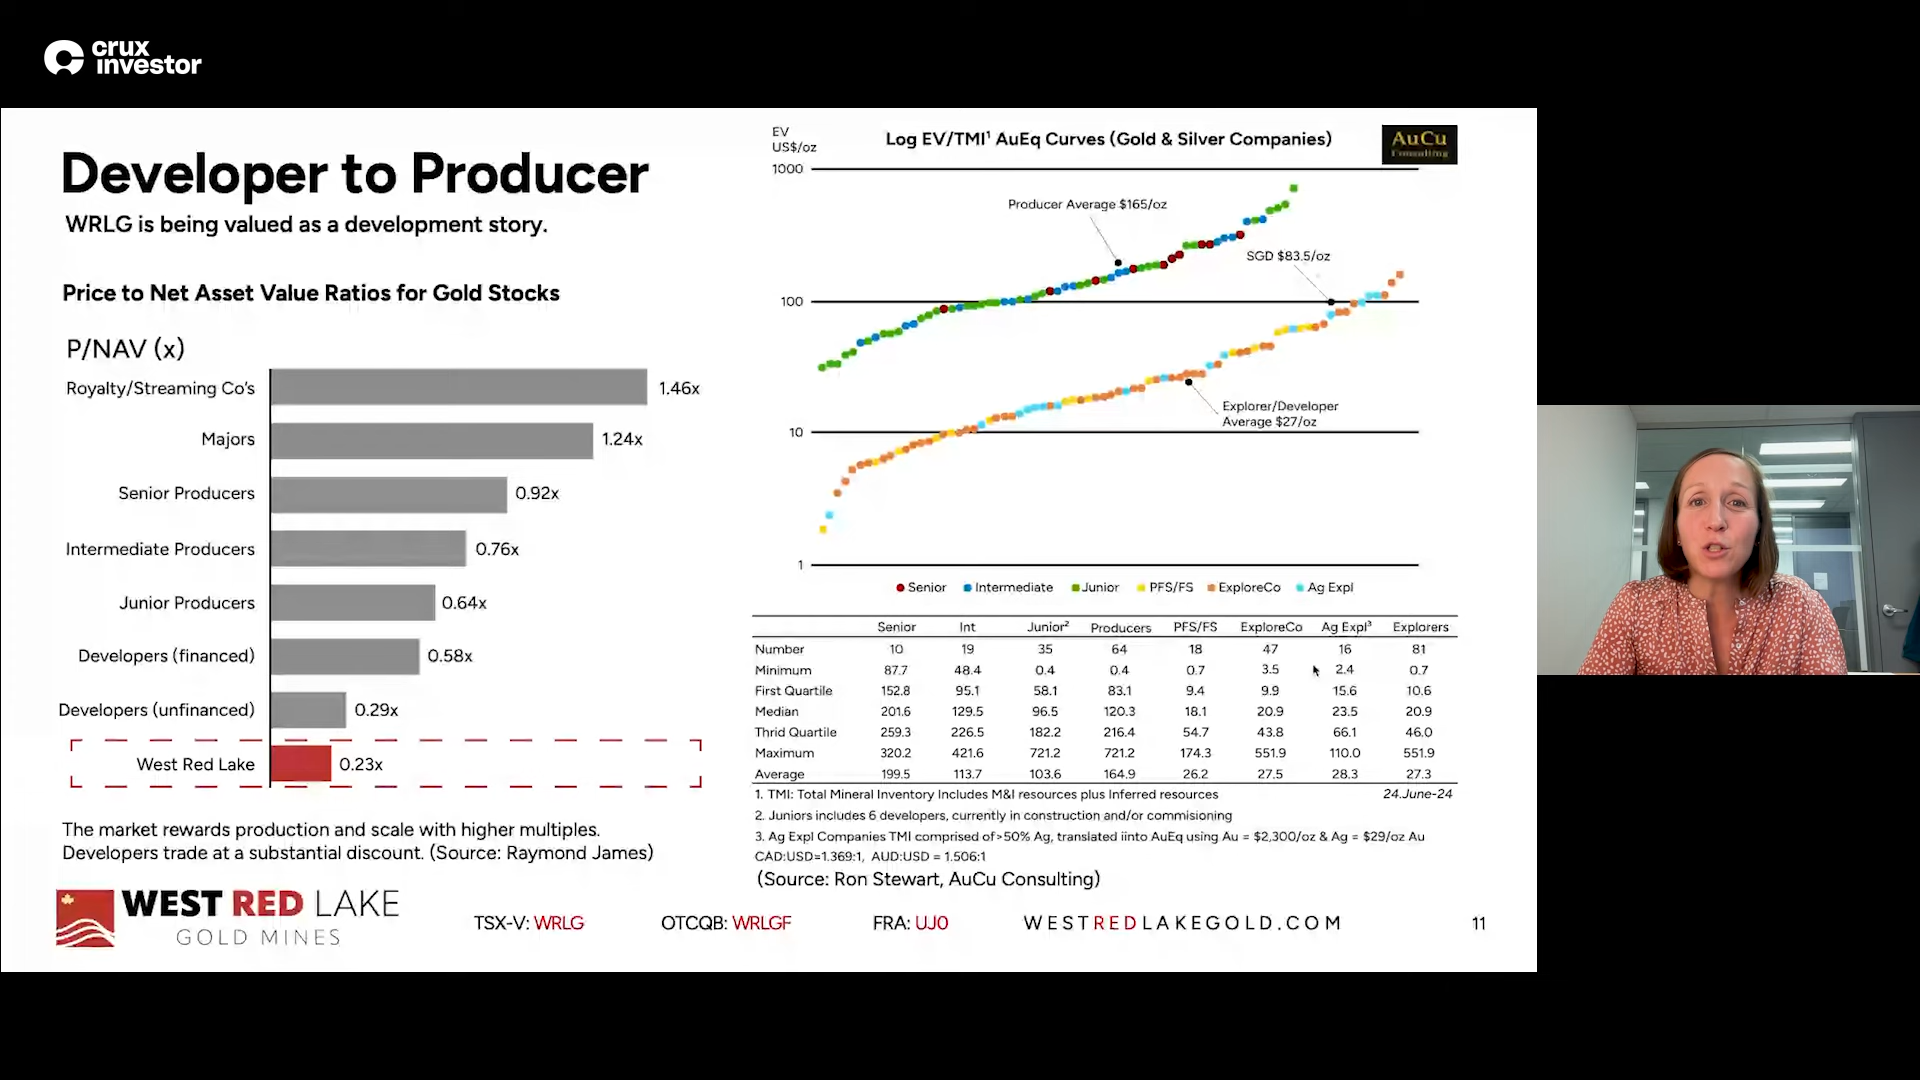 crux
investor
Developer to Producer
WRLG is being valued as a development story.
Price to Net Asset Value Ratios for Gold Stocks
P/NAV (x)
Royalty/Streaming Co's 1.46x
Majors 1.24x
Senior Producers 0.92x
Intermediate Producers 0.76x
Junior Producers 0.64x
Developers (financed) 0.58x
Developers (unfinanced) 0.29x
West Red Lake 0.23x
The market rewards production and scale with higher multiples.
Developers trade at a substantial discount. (Source: Raymond James)
EV
US$/oz
Log EV/TMI¹ AuEq Curves (Gold & Silver Companies)
AuCu
Consulting
1000
Producer Average $165/oz
SGD $83.5/oz
100
Explorer/Developer
Average $27/oz
10
1
Senior Intermediate Junior PFS/FS ExploreCo Ag Expl
Senior Int Junior² Producers PFS/FS ExploreCo Ag Expl³ Explorers
Number 10 19 35 64 18 47 16 81
Minimum 87.7 48.4 0.4 0.4 0.7 3.5 2.4 0.7
First Quartile 152.8 95.1 58.1 83.1 9.4 9.9 15.6 10.6
Median 201.6 129.5 96.5 120.3 18.1 20.9 23.5 20.9
Thrid Quartile 259.3 226.5 182.2 216.4 54.7 43.8 66.1 46.0
Maximum 320.2 421.6 721.2 721.2 174.3 551.9 110.0 551.9
Average 199.5 113.7 103.6 164.9 26.2 27.5 28.3 27.3
1. TMI: Total Mineral Inventory Includes M&I resources plus Inferred resources 24.June-24
2. Juniors includes 6 developers, currently in construction and/or commisioning
3. Ag Expl Companies TMI comprised of>50% Ag, translated iinto AuEq using Au = $2,300/oz & Ag = $29/oz Au
CAD:USD=1.369:1, AUD:USD = 1.506:1
(Source: Ron Stewart, AuCu Consulting)
WEST RED LAKE
GOLD MINES
TSX-V: WRLG OTCQB: WRLGF FRA: UJ0 WESTREDLAKEGOLD.COM 11